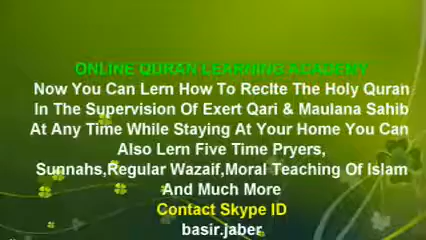 ONLINE QURAN LEARNING ACADEMY
Now You Can Lern How To Recite The Holy Quran
In The Supervision Of Exert Qari & Maulana Sahib
At Any Time While Staying At Your Home You Can
Also Lern Five Time Pryers,
Sunnahs,Regular Wazaif,Moral Teaching Of Islam
And Much More
Contact Skype ID
basir.jaber